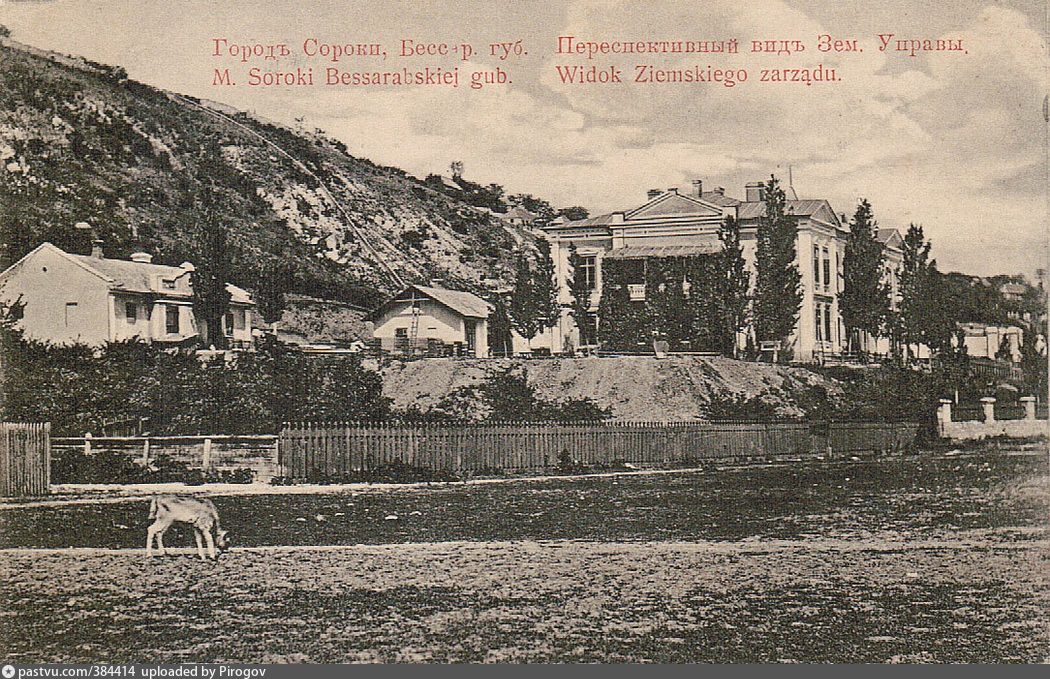 Городъ Сороки, Бесс-р. губ. Переспективный видъ Зем. Управы.
M. Soroki Bessarabskiej gub. Widok Ziemskiego zarządu.
pastvu.com/384414 uploaded by Pirogov